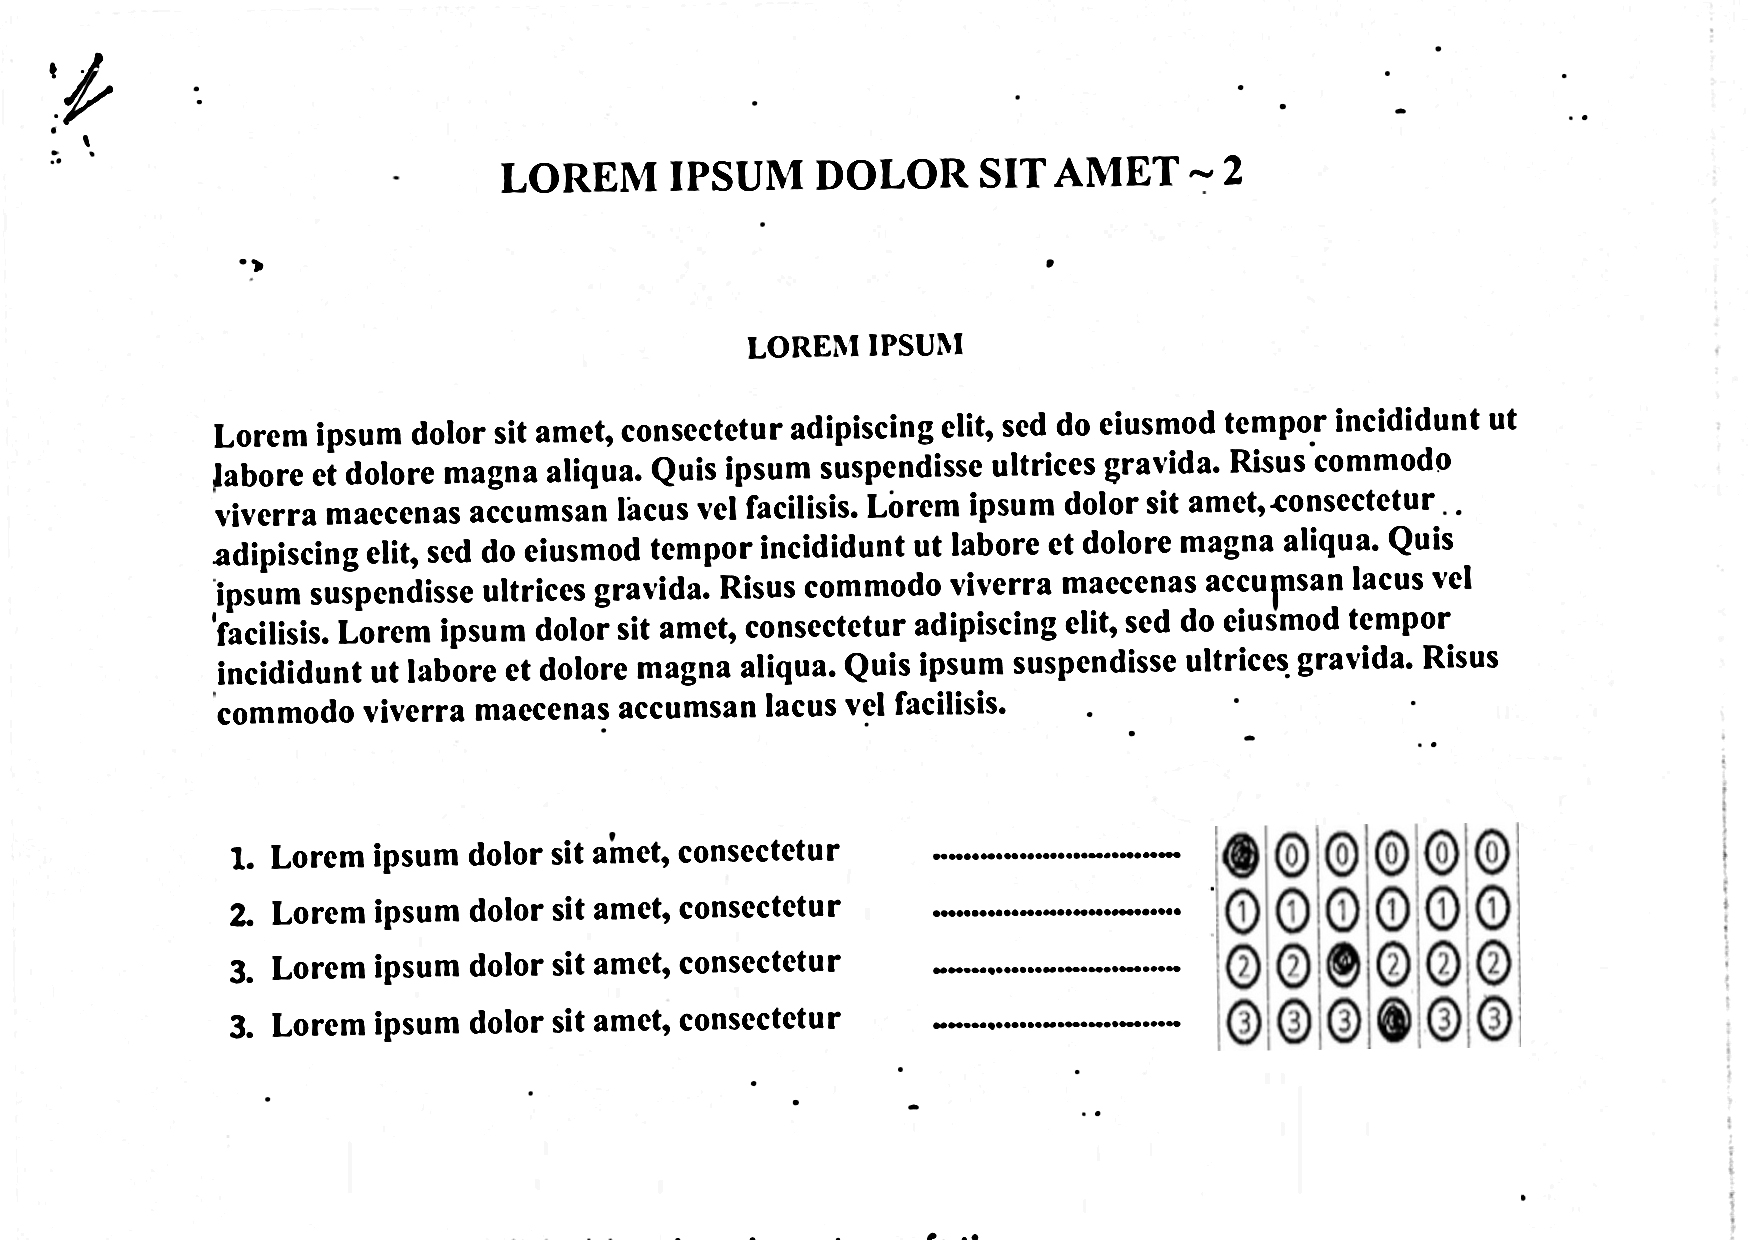 LOREM IPSUM DOLOR SIT AMET ~ 2
LOREM IPSUM
Lorem ipsum dolor sit amet, consectetur adipiscing elit, sed do eiusmod tempor incididunt ut
labore et dolore magna aliqua. Quis ipsum suspendisse ultrices gravida. Risus commodo
viverra maecenas accumsan lacus vel facilisis. Lorem ipsum dolor sit amet, consectetur
adipiscing elit, sed do eiusmod tempor incididunt ut labore et dolore magna aliqua. Quis
ipsum suspendisse ultrices gravida. Risus commodo viverra maecenas accumsan lacus vel
facilisis. Lorem ipsum dolor sit amet, consectetur adipiscing elit, sed do eiusmod tempor
incididunt ut labore et dolore magna aliqua. Quis ipsum suspendisse ultrices gravida. Risus
commodo viverra maecenas accumsan lacus vel facilisis.
1. Lorem ipsum dolor sit amet, consectetur ............................... 0 0 0 0 0
2. Lorem ipsum dolor sit amet, consectetur ............................... 1 1 1 1 1 1
3. Lorem ipsum dolor sit amet, consectetur ............................... 2 2 2 2 2
3. Lorem ipsum dolor sit amet, consectetur ............................... 3 3 3 3 3